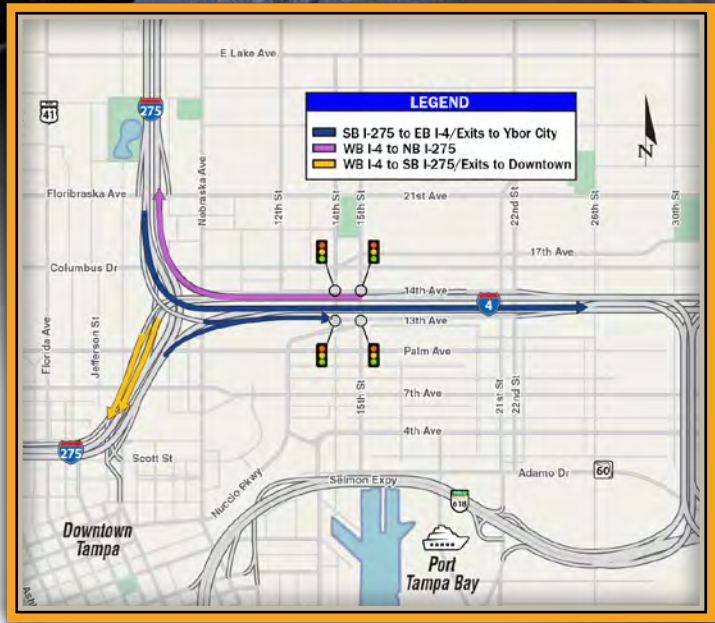 E Lake Ave
41
275
LEGEND
SB I-275 to EB I-4/Exits to Ybor City
WB I-4 to NB I-275
WB I-4 to SB I-275/Exits to Downtown
N
Floribraska Ave
Nebraska Ave
12th St
14th St
15th St
21st Ave
22nd St
26th St
30th St
17th Ave
Columbus Dr
14th Ave
4
13th Ave
Florida Ave
Jefferson St
Palm Ave
15th St
7th Ave
21st St
22nd St
4th Ave
275
Scott St
Nuccio Pkwy
Selmon Expy
Adamo Dr
60
618
Downtown
Tampa
Port
Tampa Bay